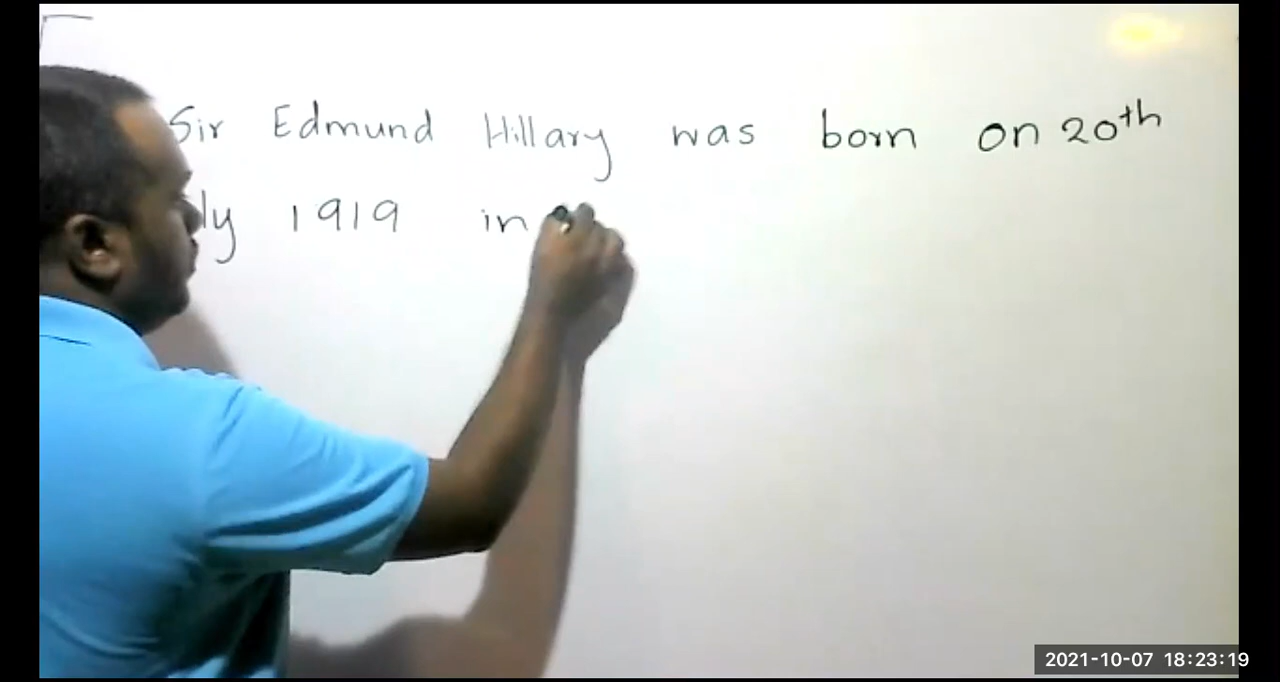 Sir Edmund Hillary was born on 20th
ly 1919 in
2021-10-07 18:23:19